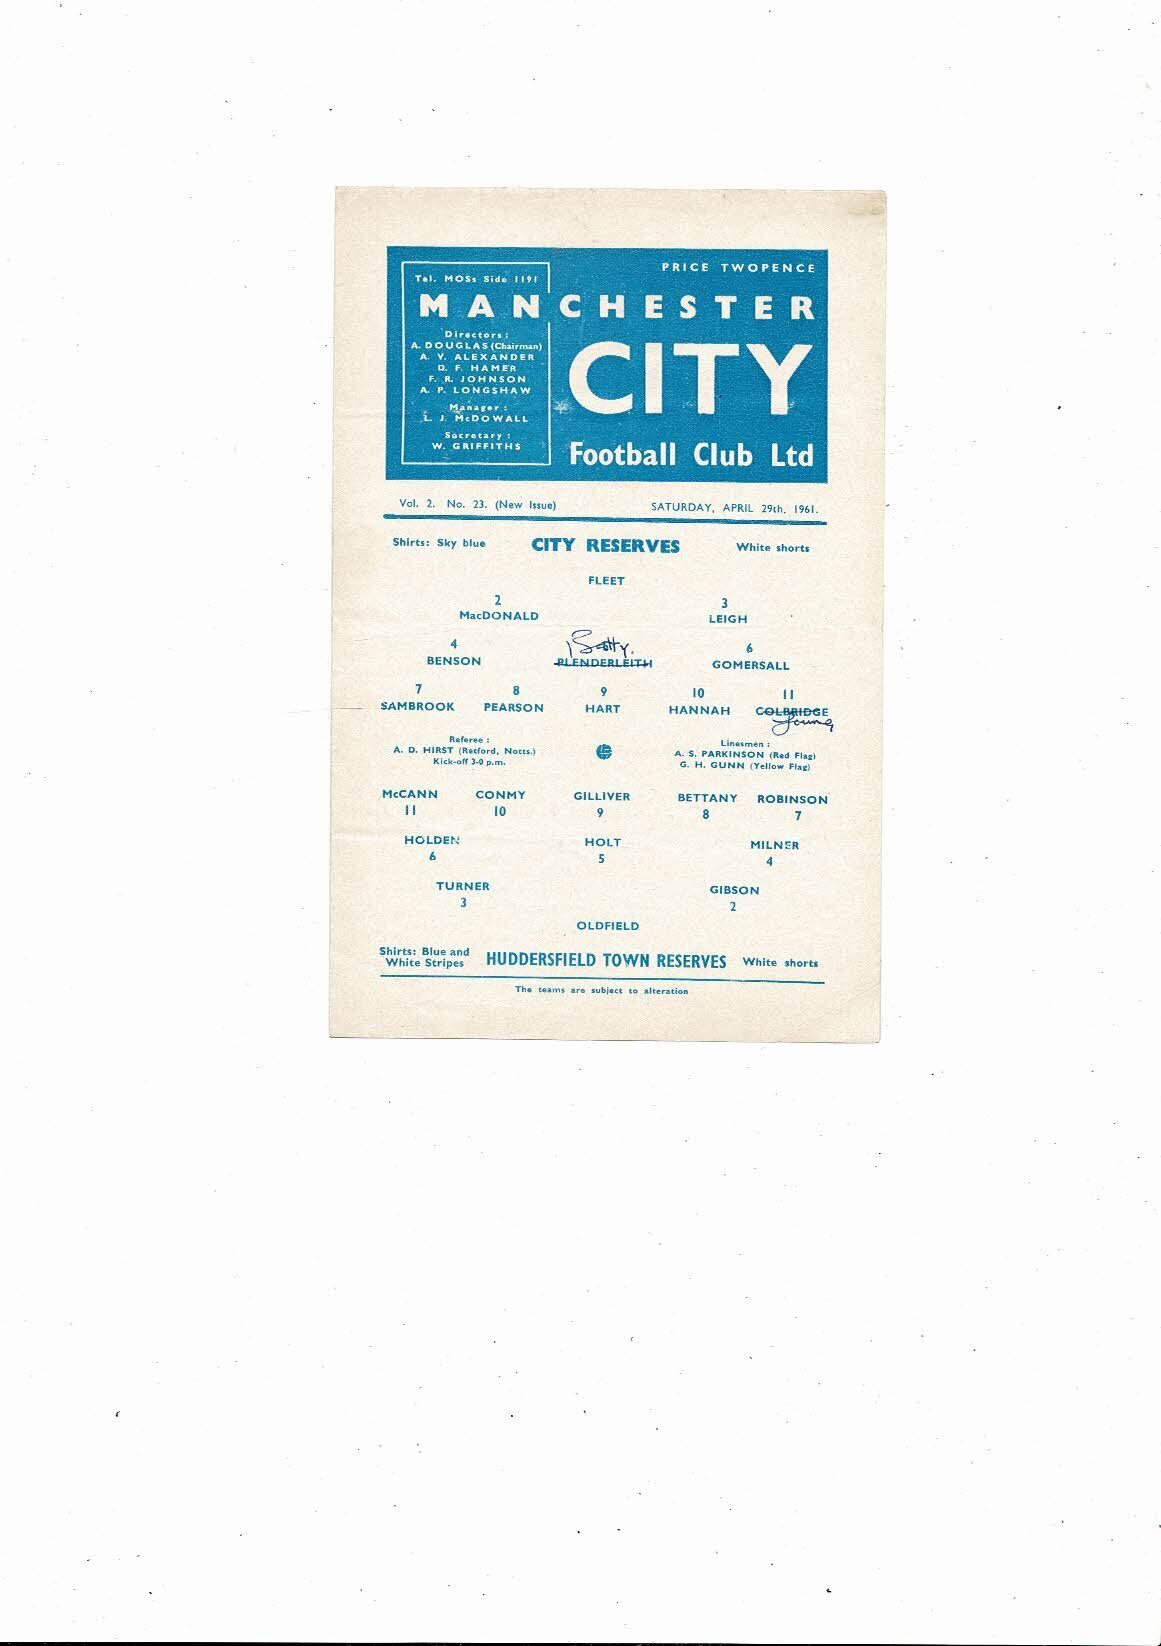 Tel. MOSs Side 1191
PRICE TWOPENCE
MANCHESTER
CITY
Football Club Ltd
Directors:
A. DOUGLAS (Chairman)
A. V. ALEXANDER
D. F. HAMER
F. R. JOHNSON
A. P. LONGSHAW
Manager:
L. J. McDOWALL
Secretary:
W. GRIFFITHS
Vol. 2. No. 23. (New Issue) SATURDAY, APRIL 29th, 1961.
Shirts: Sky blue CITY RESERVES White shorts
FLEET
2 3
MacDONALD LEIGH
4 6
BENSON PLENDERLEITH GOMERSALL
7 8 9 10 11
SAMBROOK PEARSON HART HANNAH COLBRIDGE
Young
Referee:
A. D. HIRST (Retford, Notts.)
Kick-off 3-0 p.m.
Linesmen:
A. S. PARKINSON (Red Flag)
G. H. GUNN (Yellow Flag)
McCANN CONMY GILLIVER BETTANY ROBINSON
11 10 9 8 7
HOLDEN HOLT MILNER
6 5 4
TURNER GIBSON
3 2
OLDFIELD
Shirts: Blue and
White Stripes HUDDERSFIELD TOWN RESERVES White shorts
The teams are subject to alteration